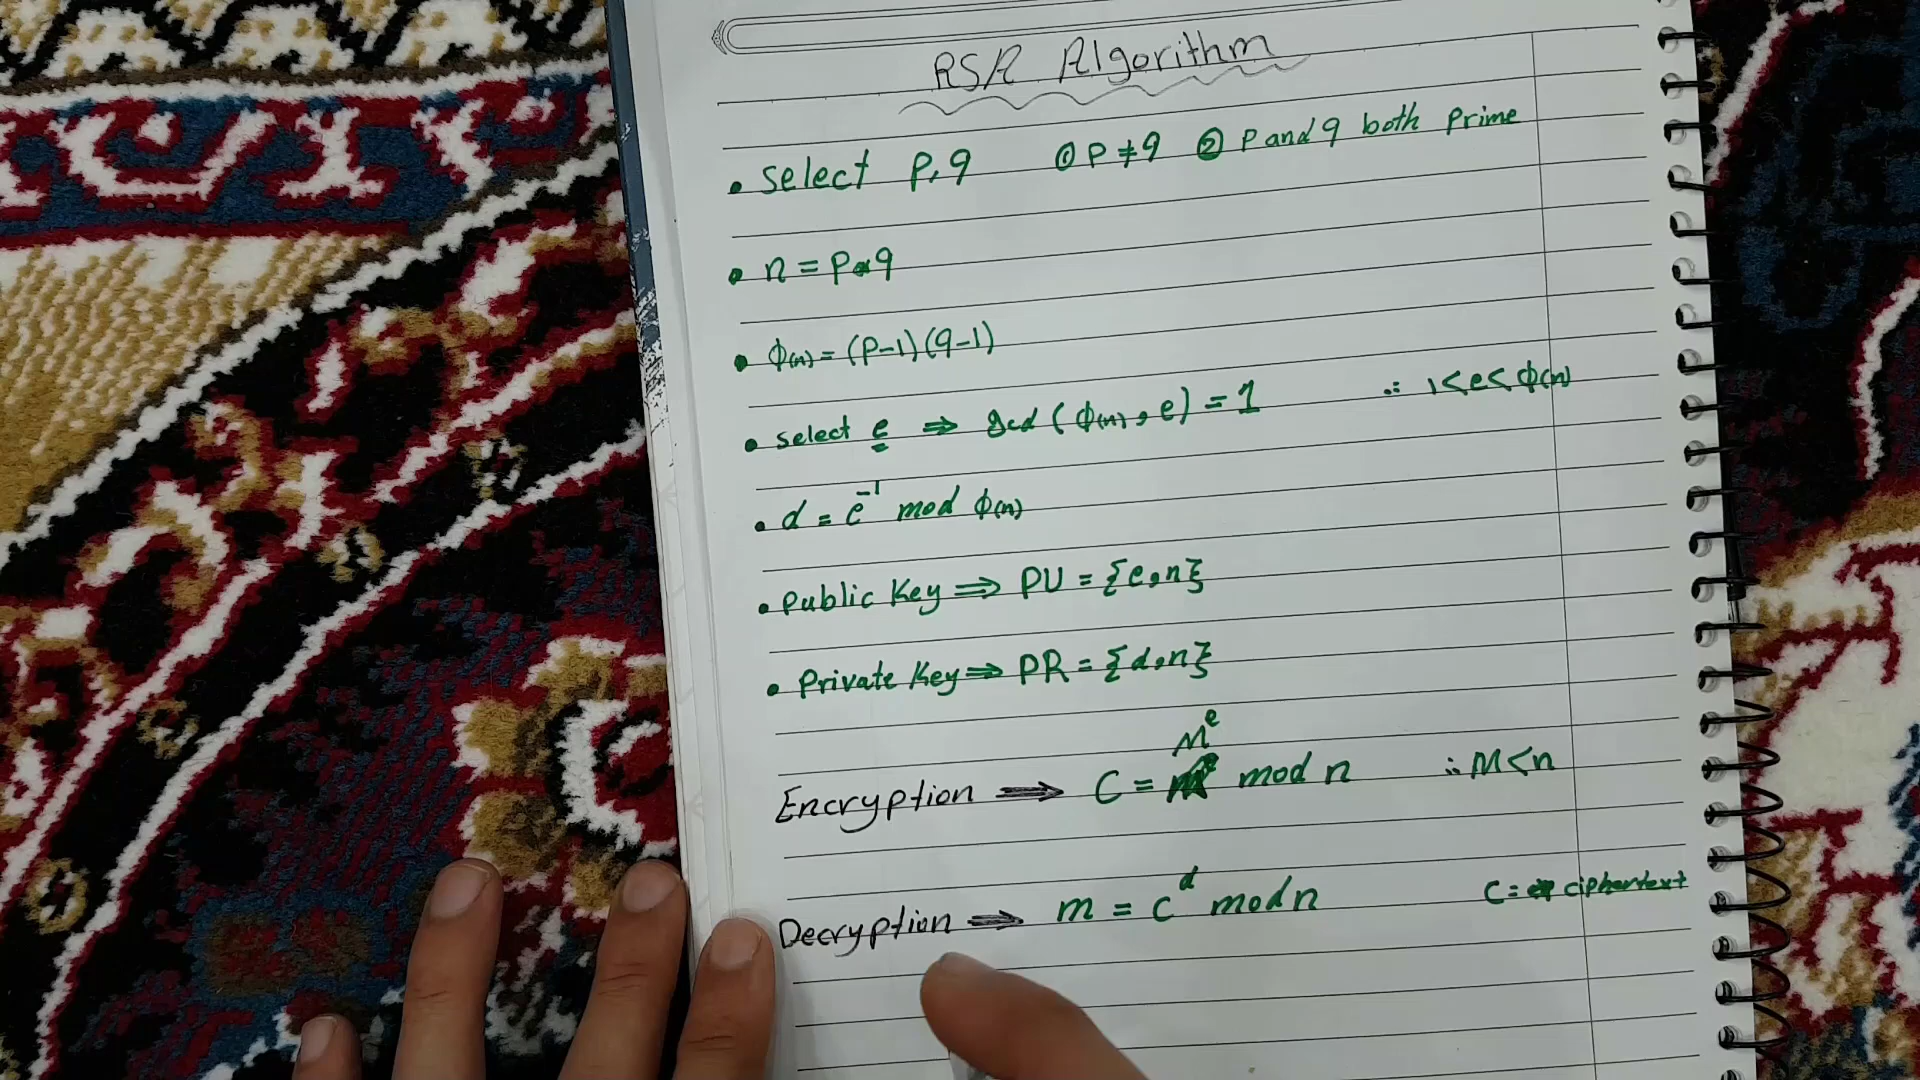 RSA Algorithm
• select P, q ① P ≠ q ② P and q both Prime
• n = P * q
• ϕ(n) = (P-1)(q-1)
• select e ⇒ gcd (ϕ(n), e) = 1 ∴ 1<e<ϕ(n)
• d = e⁻¹ mod ϕ(n)
• Public Key ⇒ PU = {e,n}
• Private Key ⇒ PR = {d,n}
Encryption ⇒ C = Mᵉ mod n ∴ M<n
Decryption ⇒ m = cᵈ mod n C = ciphertext